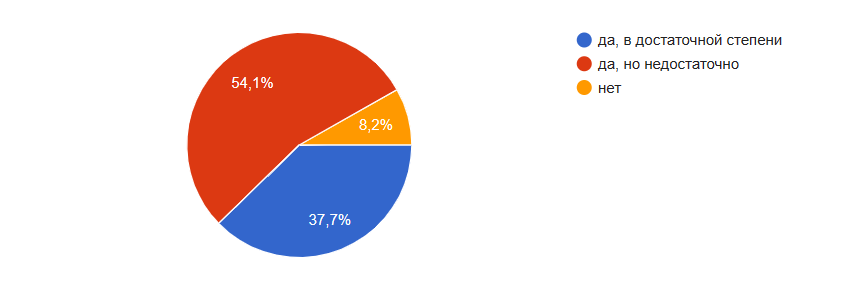 да, в достаточной степени
да, но недостаточно
нет
54,1%
8,2%
37,7%